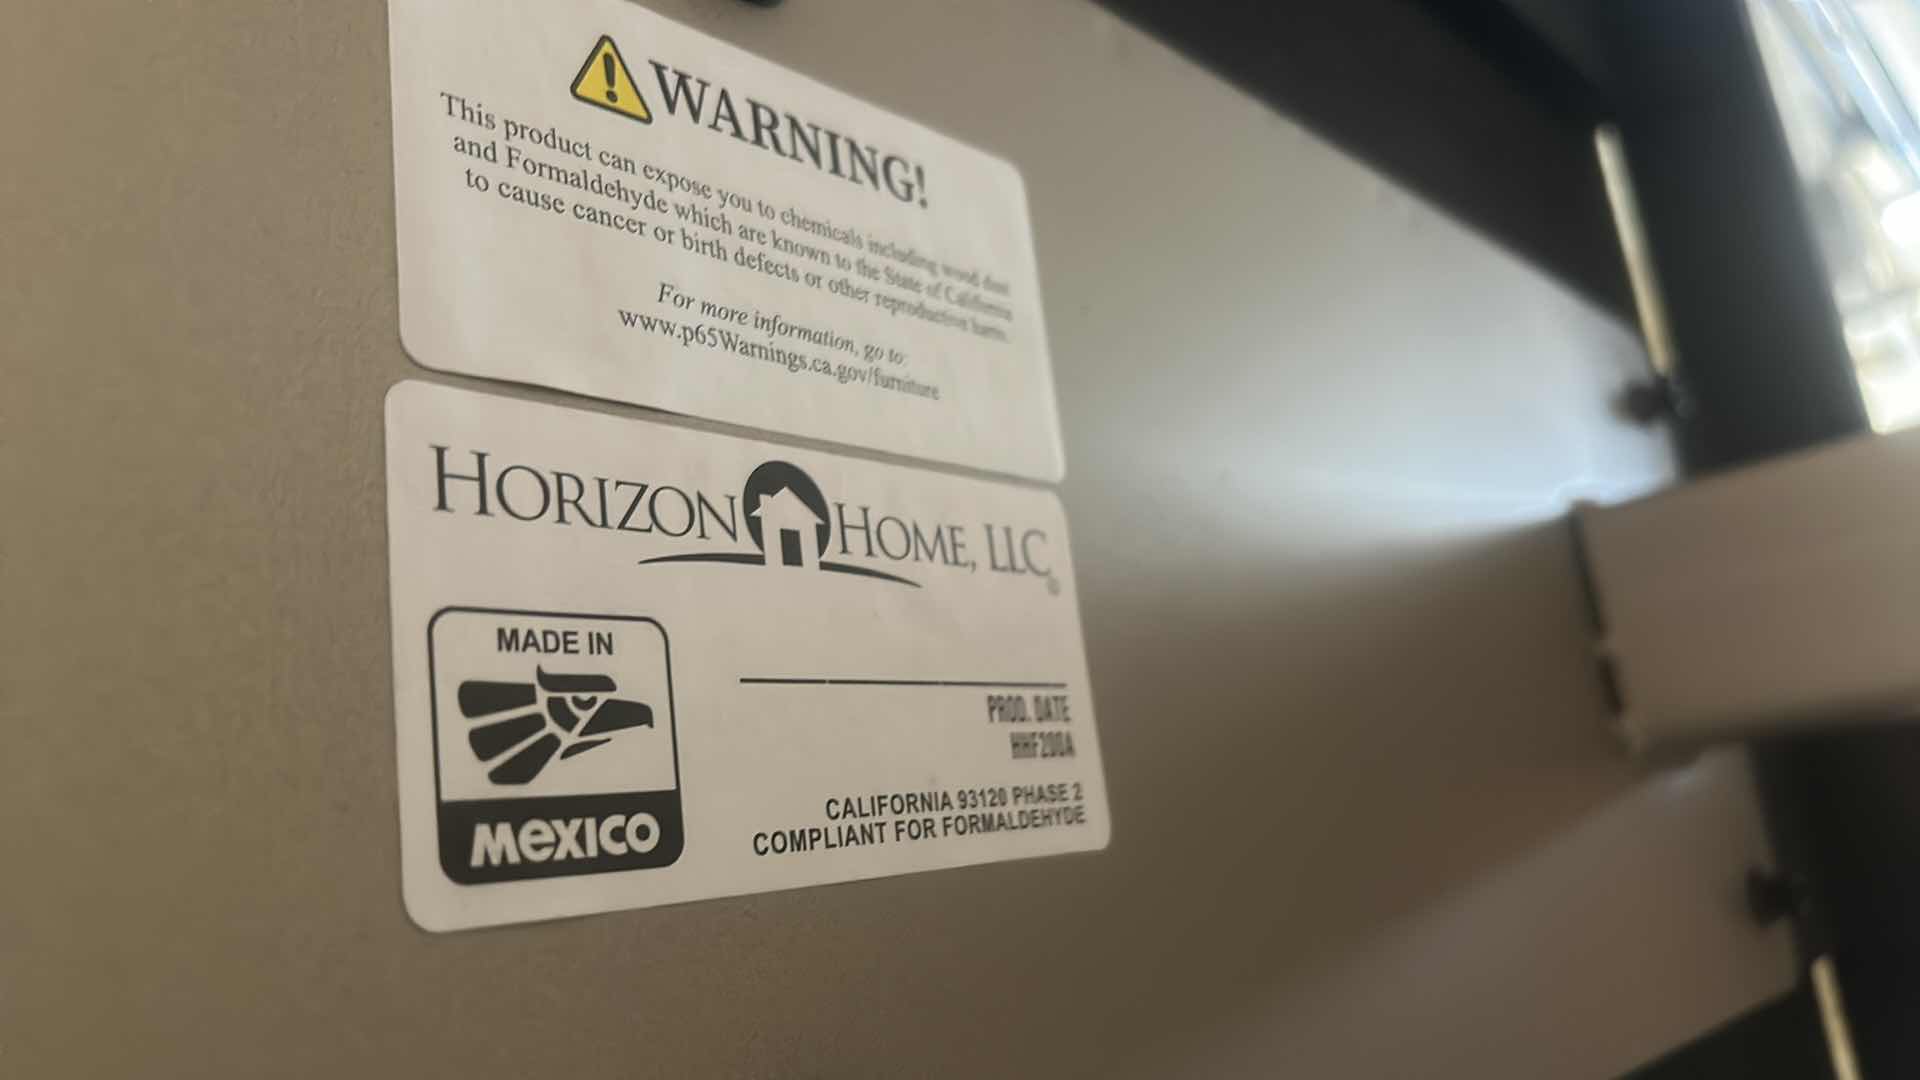 WARNING!
This product can expose you to chemicals including wood dust
and Formaldehyde which are known to the State of California
to cause cancer or birth defects or other reproductive harm.
For more information, go to:
www.p65Warnings.ca.gov/furniture
HORIZON HOME, LLC
MADE IN
MEXICO
PROD. DATE
HHF200A
CALIFORNIA 93120 PHASE 2
COMPLIANT FOR FORMALDEHYDE